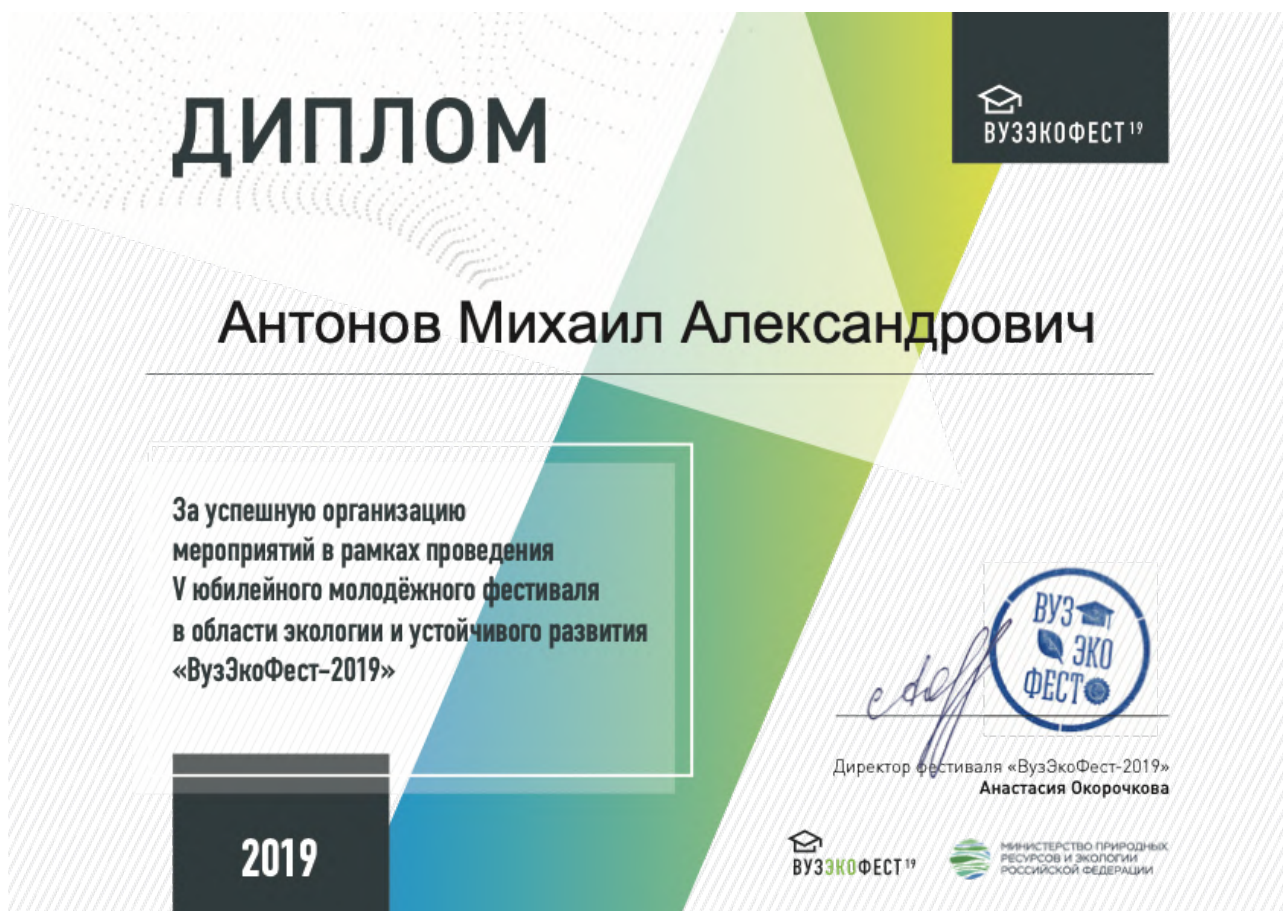 ДИПЛОМ
ВУЗЭКОФЕСТ 19
Антонов Михаил Александрович
За успешную организацию
мероприятий в рамках проведения
V юбилейного молодёжного фестиваля
в области экологии и устойчивого развития
«ВузЭкоФест-2019»
ВУЗ
ЭКО
ФЕСТ
Директор фестиваля «ВузЭкоФест-2019»
Анастасия Окорочкова
2019
ВУЗЭКОФЕСТ 19
МИНИСТЕРСТВО ПРИРОДНЫХ
РЕСУРСОВ И ЭКОЛОГИИ
РОССИЙСКОЙ ФЕДЕРАЦИИ